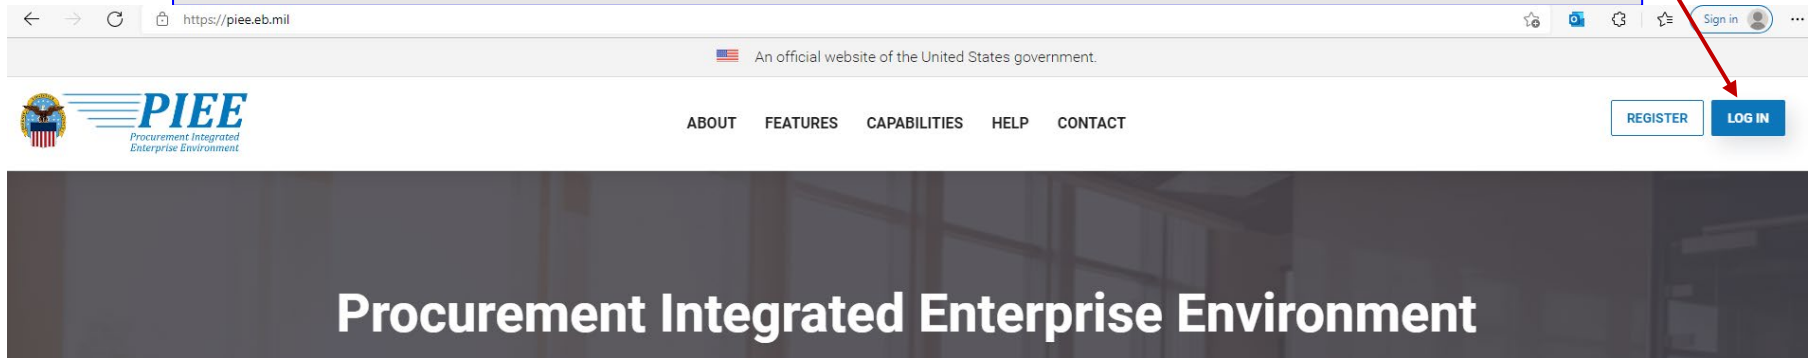 https://piee.eb.mil
Sign in
An official website of the United States government.
PIEE
Procurement Integrated
Enterprise Environment
ABOUT FEATURES CAPABILITIES HELP CONTACT
REGISTER LOG IN
Procurement Integrated Enterprise Environment